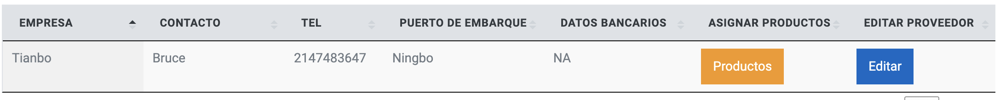 EMPRESA CONTACTO TEL PUERTO DE EMBARQUE DATOS BANCARIOS ASIGNAR PRODUCTOS EDITAR PROVEEDOR
Tianbo Bruce 2147483647 Ningbo NA Productos Editar